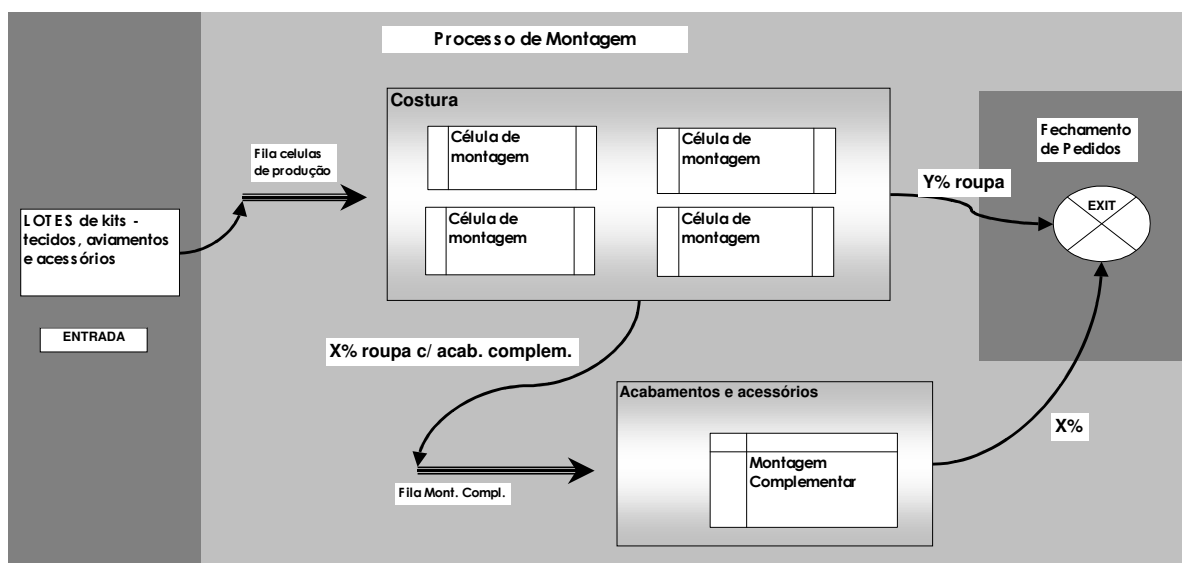 Processo de Montagem
Costura
Célula de
montagem
Célula de
montagem
Célula de
montagem
Célula de
montagem
Fila celulas
de produção
LOTES de kits -
tecidos, aviamentos
e acessórios
ENTRADA
Fechamento
de Pedidos
EXIT
Y% roupa
X% roupa c/ acab. complem.
Fila Mont. Compl.
Acabamentos e acessórios
Montagem
Complementar
X%